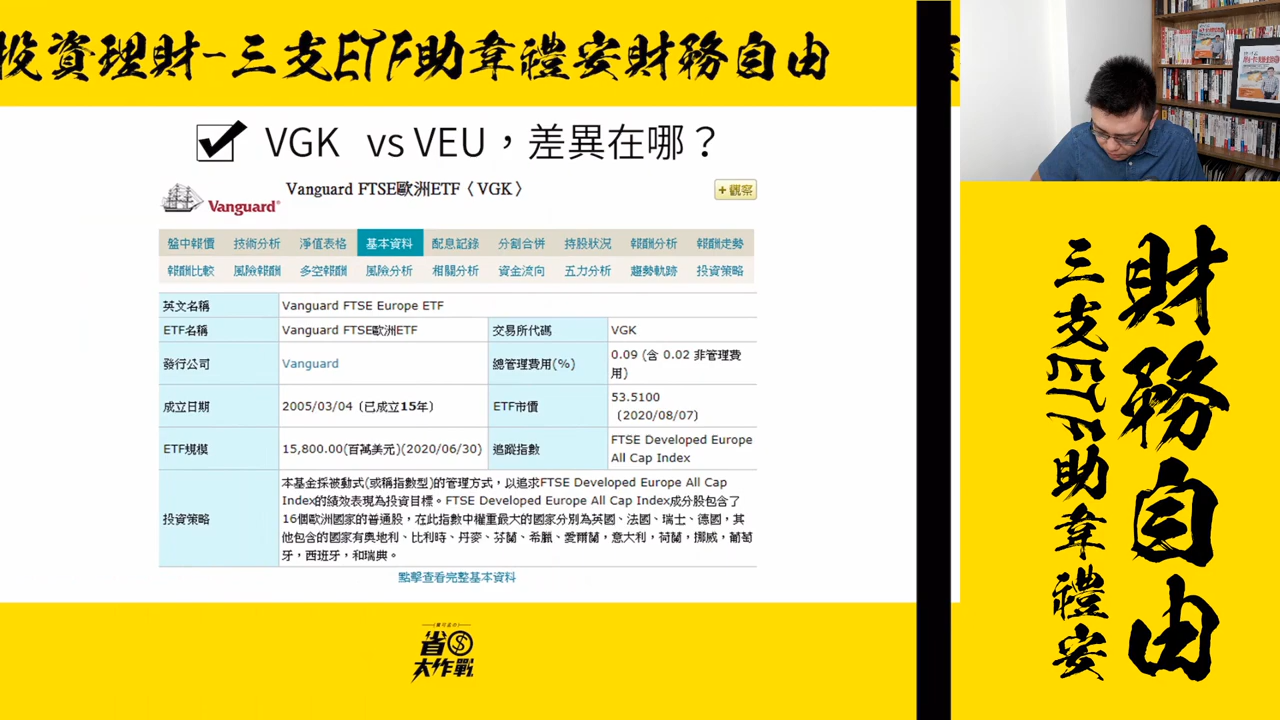 投資理財-三支ETF助韋禮安財務自由
VGK vs VEU，差異在哪？
Vanguard
Vanguard FTSE歐洲ETF〈VGK〉
+觀察
盤中報價 技術分析 淨值表格 基本資料 配息記錄 分割合併 持股狀況 報酬分析 報酬走勢
報酬比較 風險報酬 多空報酬 風險分析 相關分析 資金流向 五力分析 趨勢軌跡 投資策略
英文名稱 Vanguard FTSE Europe ETF
ETF名稱 Vanguard FTSE歐洲ETF 交易所代碼 VGK
發行公司 Vanguard 總管理費用(%) 0.09 (含 0.02 非管理費
用)
成立日期 2005/03/04（已成立15年） ETF市價 53.5100
（2020/08/07）
ETF規模 15,800.00(百萬美元)(2020/06/30) 追蹤指數 FTSE Developed Europe
All Cap Index
投資策略
本基金採被動式(或稱指數型)的管理方式，以追求FTSE Developed Europe All Cap
Index的績效表現為投資目標。FTSE Developed Europe All Cap Index成分股包含了
16個歐洲國家的普通股，在此指數中權重最大的國家分別為英國、法國、瑞士、德國，其
他包含的國家有奧地利、比利時、丹麥、芬蘭、希臘、愛爾蘭，意大利，荷蘭，挪威，葡萄
牙，西班牙，和瑞典。
點擊查看完整基本資料
省$
大作戰
財務自由
三支ETF助韋禮安